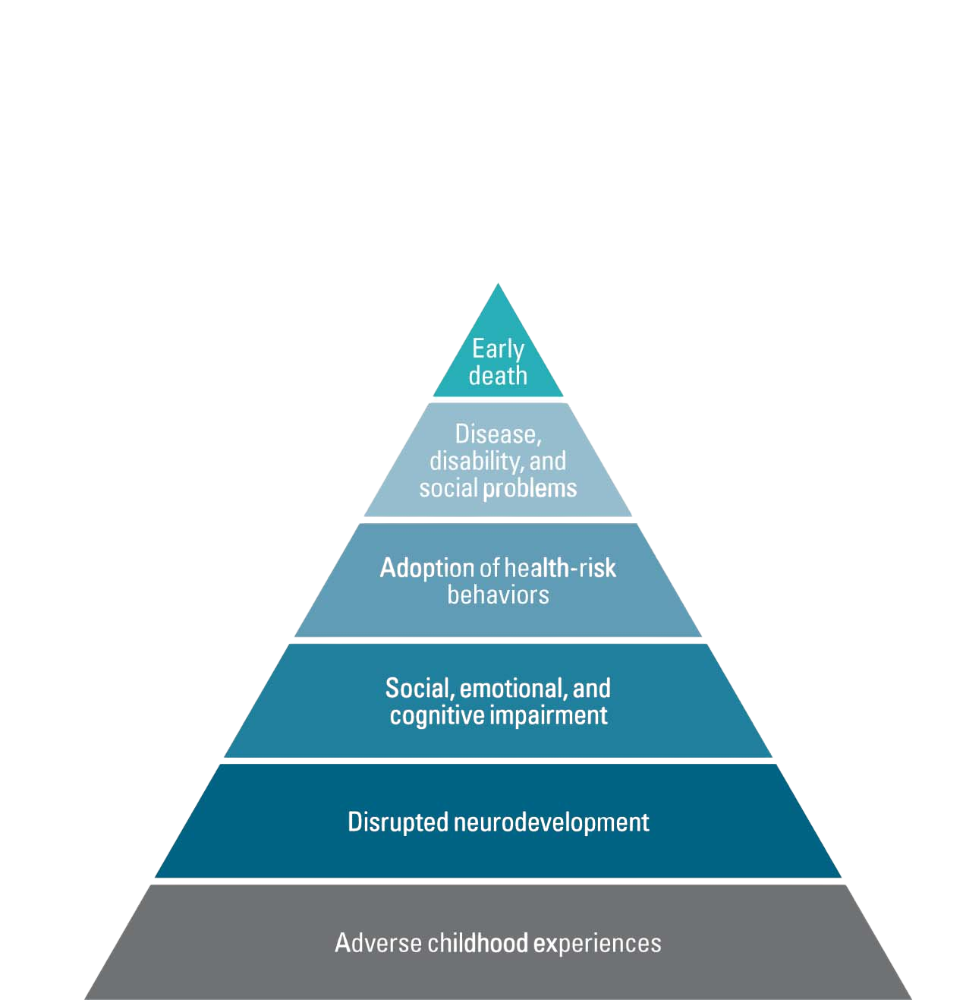 Early
death
Disease,
disability, and
social problems
Adoption of health-risk
behaviors
Social, emotional, and
cognitive impairment
Disrupted neurodevelopment
Adverse childhood experiences